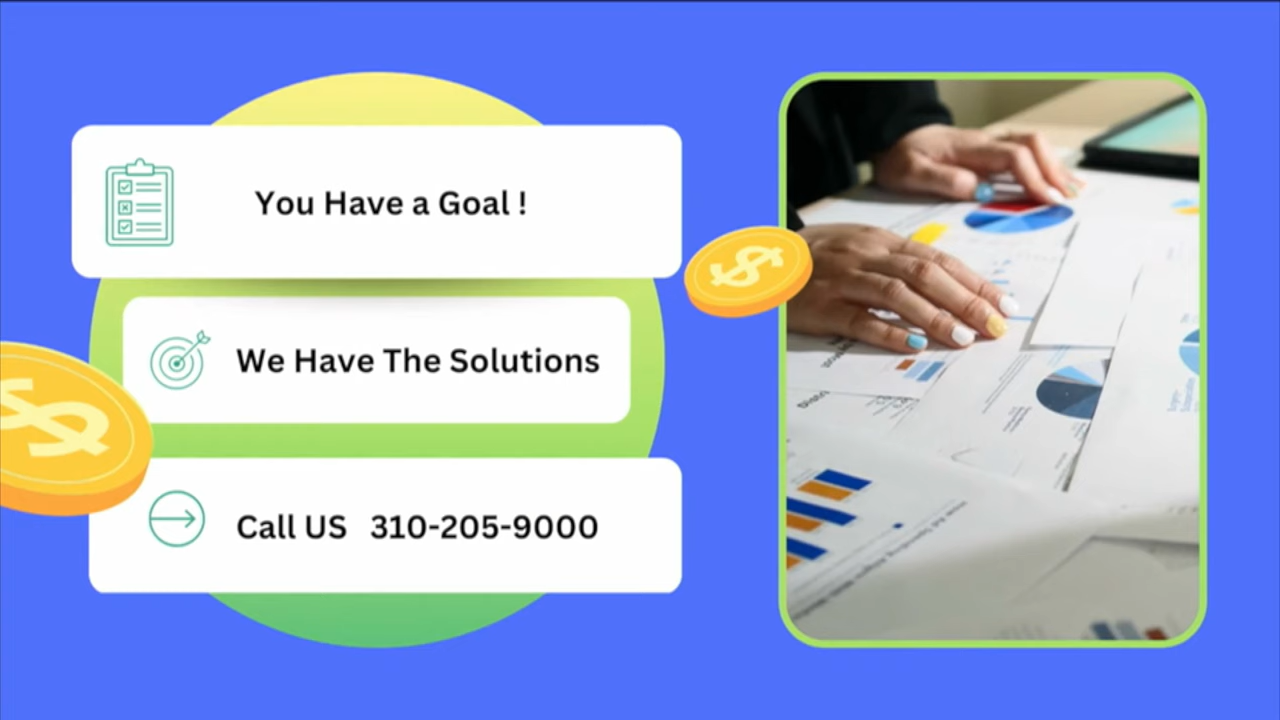 You Have a Goal !
We Have The Solutions
Call US 310-205-9000
$
$